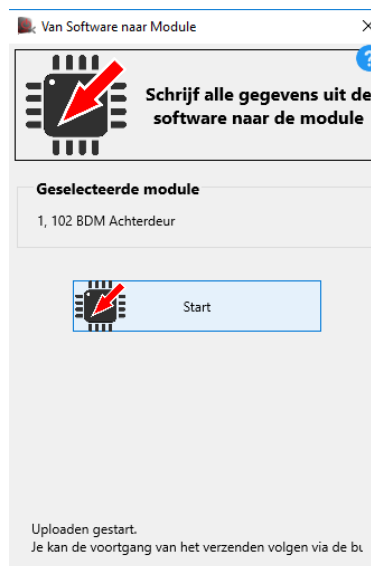 Van Software naar Module
Schrijf alle gegevens uit de
software naar de module
Geselecteerde module
1, 102 BDM Achterdeur
Start
Uploaden gestart.
Je kan de voortgang van het verzenden volgen via de